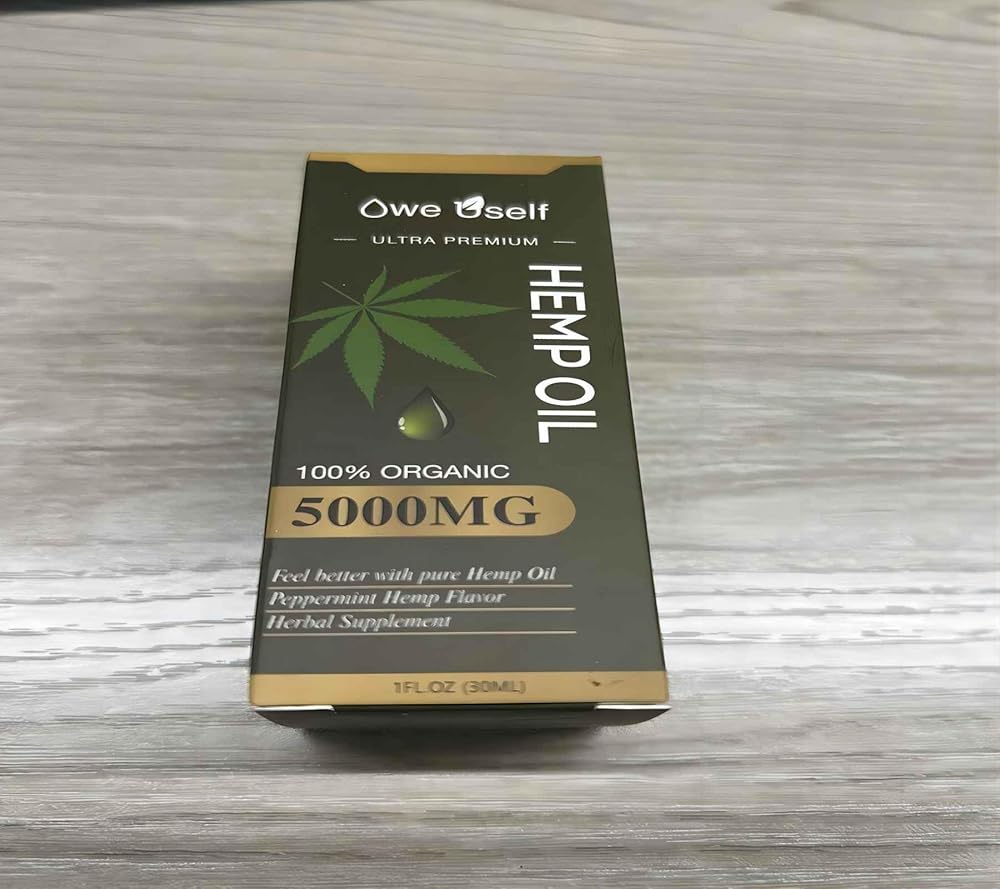 Owe Uself
ULTRA PREMIUM
HEMP OIL
100% ORGANIC
5000MG
Feel better with pure Hemp Oil
Peppermint Hemp Flavor
Herbal Supplement
1FL.OZ (30ML)